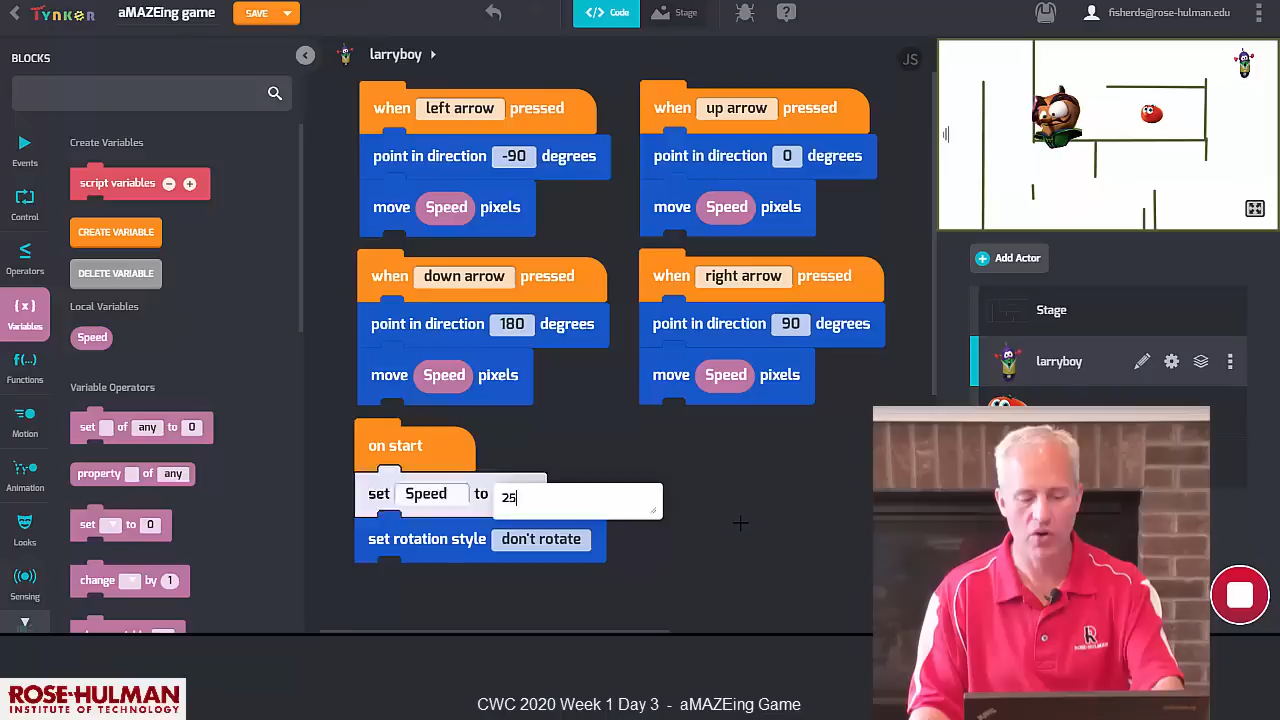 Tynker
aMAZEing game
SAVE
Code
Stage
fisherds@rose-hulman.edu
BLOCKS
larryboy
JS
Events
Control
Operators
{x}
Variables
f(...)
Functions
Motion
Animation
Looks
Sensing
Create Variables
script variables
CREATE VARIABLE
DELETE VARIABLE
Local Variables
Speed
Variable Operators
set of any to 0
property of any
set to 0
change by 1
when left arrow pressed
point in direction -90 degrees
move Speed pixels
when up arrow pressed
point in direction 0 degrees
move Speed pixels
when down arrow pressed
point in direction 180 degrees
move Speed pixels
when right arrow pressed
point in direction 90 degrees
move Speed pixels
on start
set Speed to 25
set rotation style don't rotate
Add Actor
Stage
larryboy
ROSE-HULMAN
ROSE-HULMAN
INSTITUTE OF TECHNOLOGY
CWC 2020 Week 1 Day 3 - aMAZEing Game